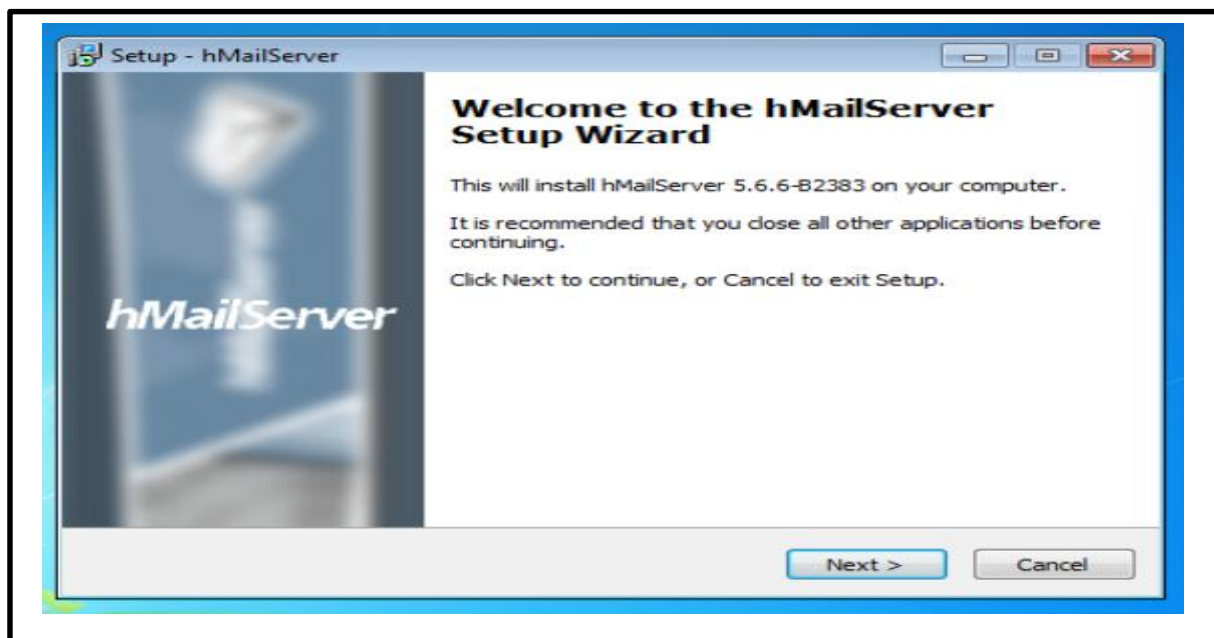 Setup - hMailServer
Welcome to the hMailServer
Setup Wizard
This will install hMailServer 5.6.6-B2383 on your computer.
It is recommended that you close all other applications before
continuing.
Click Next to continue, or Cancel to exit Setup.
hMailServer
Next >
Cancel